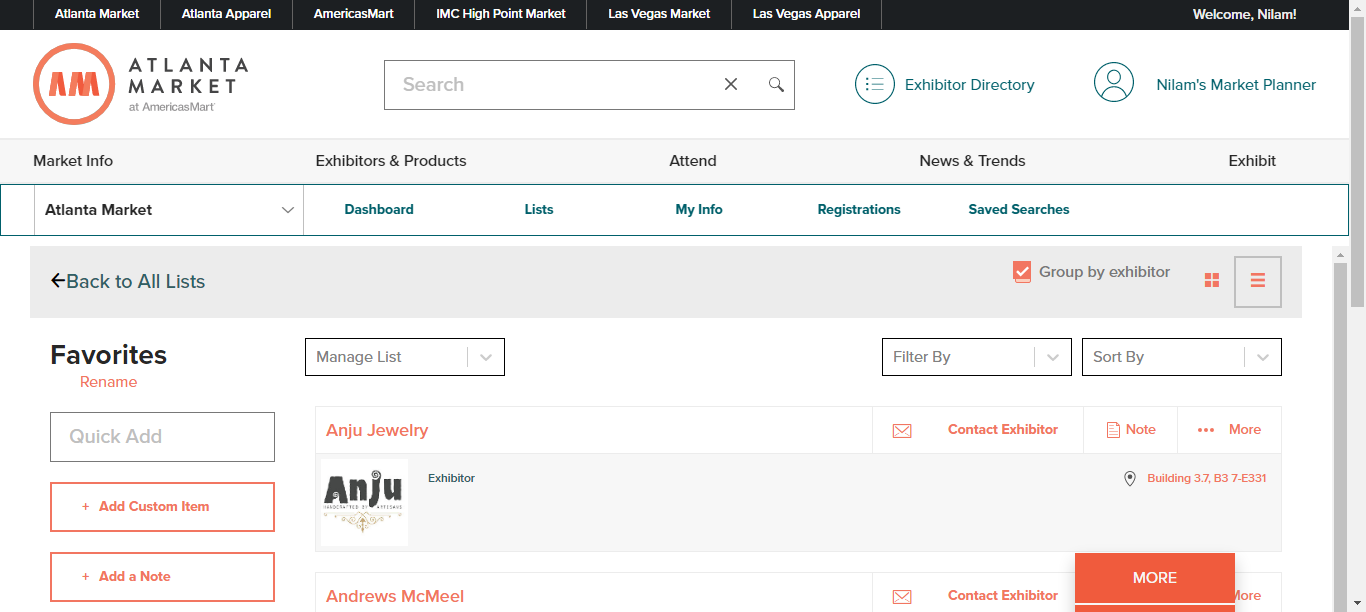 Atlanta Market Atlanta Apparel AmericasMart IMC High Point Market Las Vegas Market Las Vegas Apparel Welcome, Nilam!
AM ATLANTA
MARKET
at AmericasMart
Search Exhibitor Directory Nilam's Market Planner
Market Info Exhibitors & Products Attend News & Trends Exhibit
Atlanta Market Dashboard Lists My Info Registrations Saved Searches
Back to All Lists Group by exhibitor
Favorites Manage List Filter By Sort By
Rename
Quick Add
Anju Jewelry Contact Exhibitor Note More
Anju
HANDCRAFTED BY ARTISANS
Exhibitor Building 3.7, B3 7-E331
+ Add Custom Item
+ Add a Note
MORE
Andrews McMeel Contact Exhibitor More